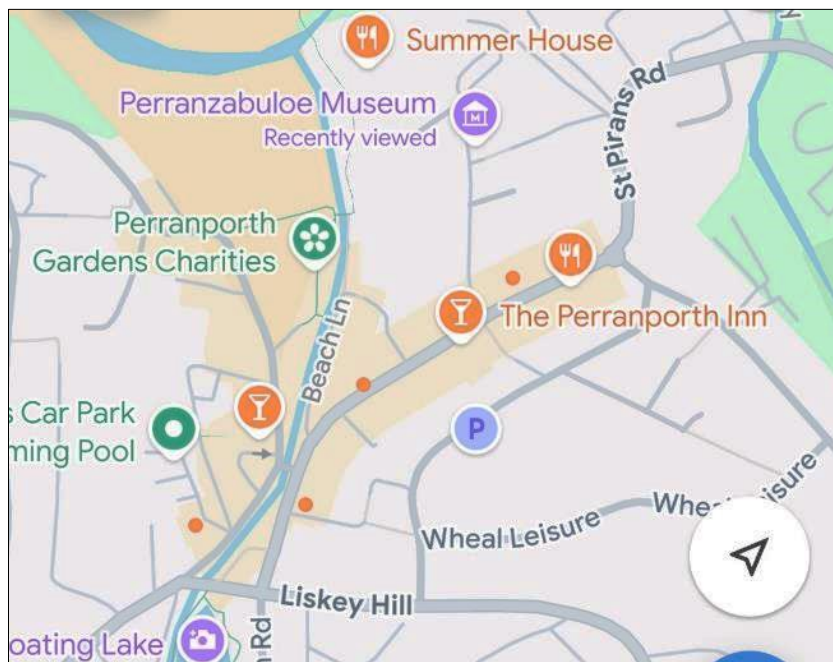 Summer House
Perranzabuloe Museum
Recently viewed
St Pirans Rd
Perranporth
Gardens Charities
The Perranporth Inn
Beach Ln
s Car Park
ming Pool
P
Wheal Leisure
Wheal Leisure
Liskey Hill
oating Lake
Rd